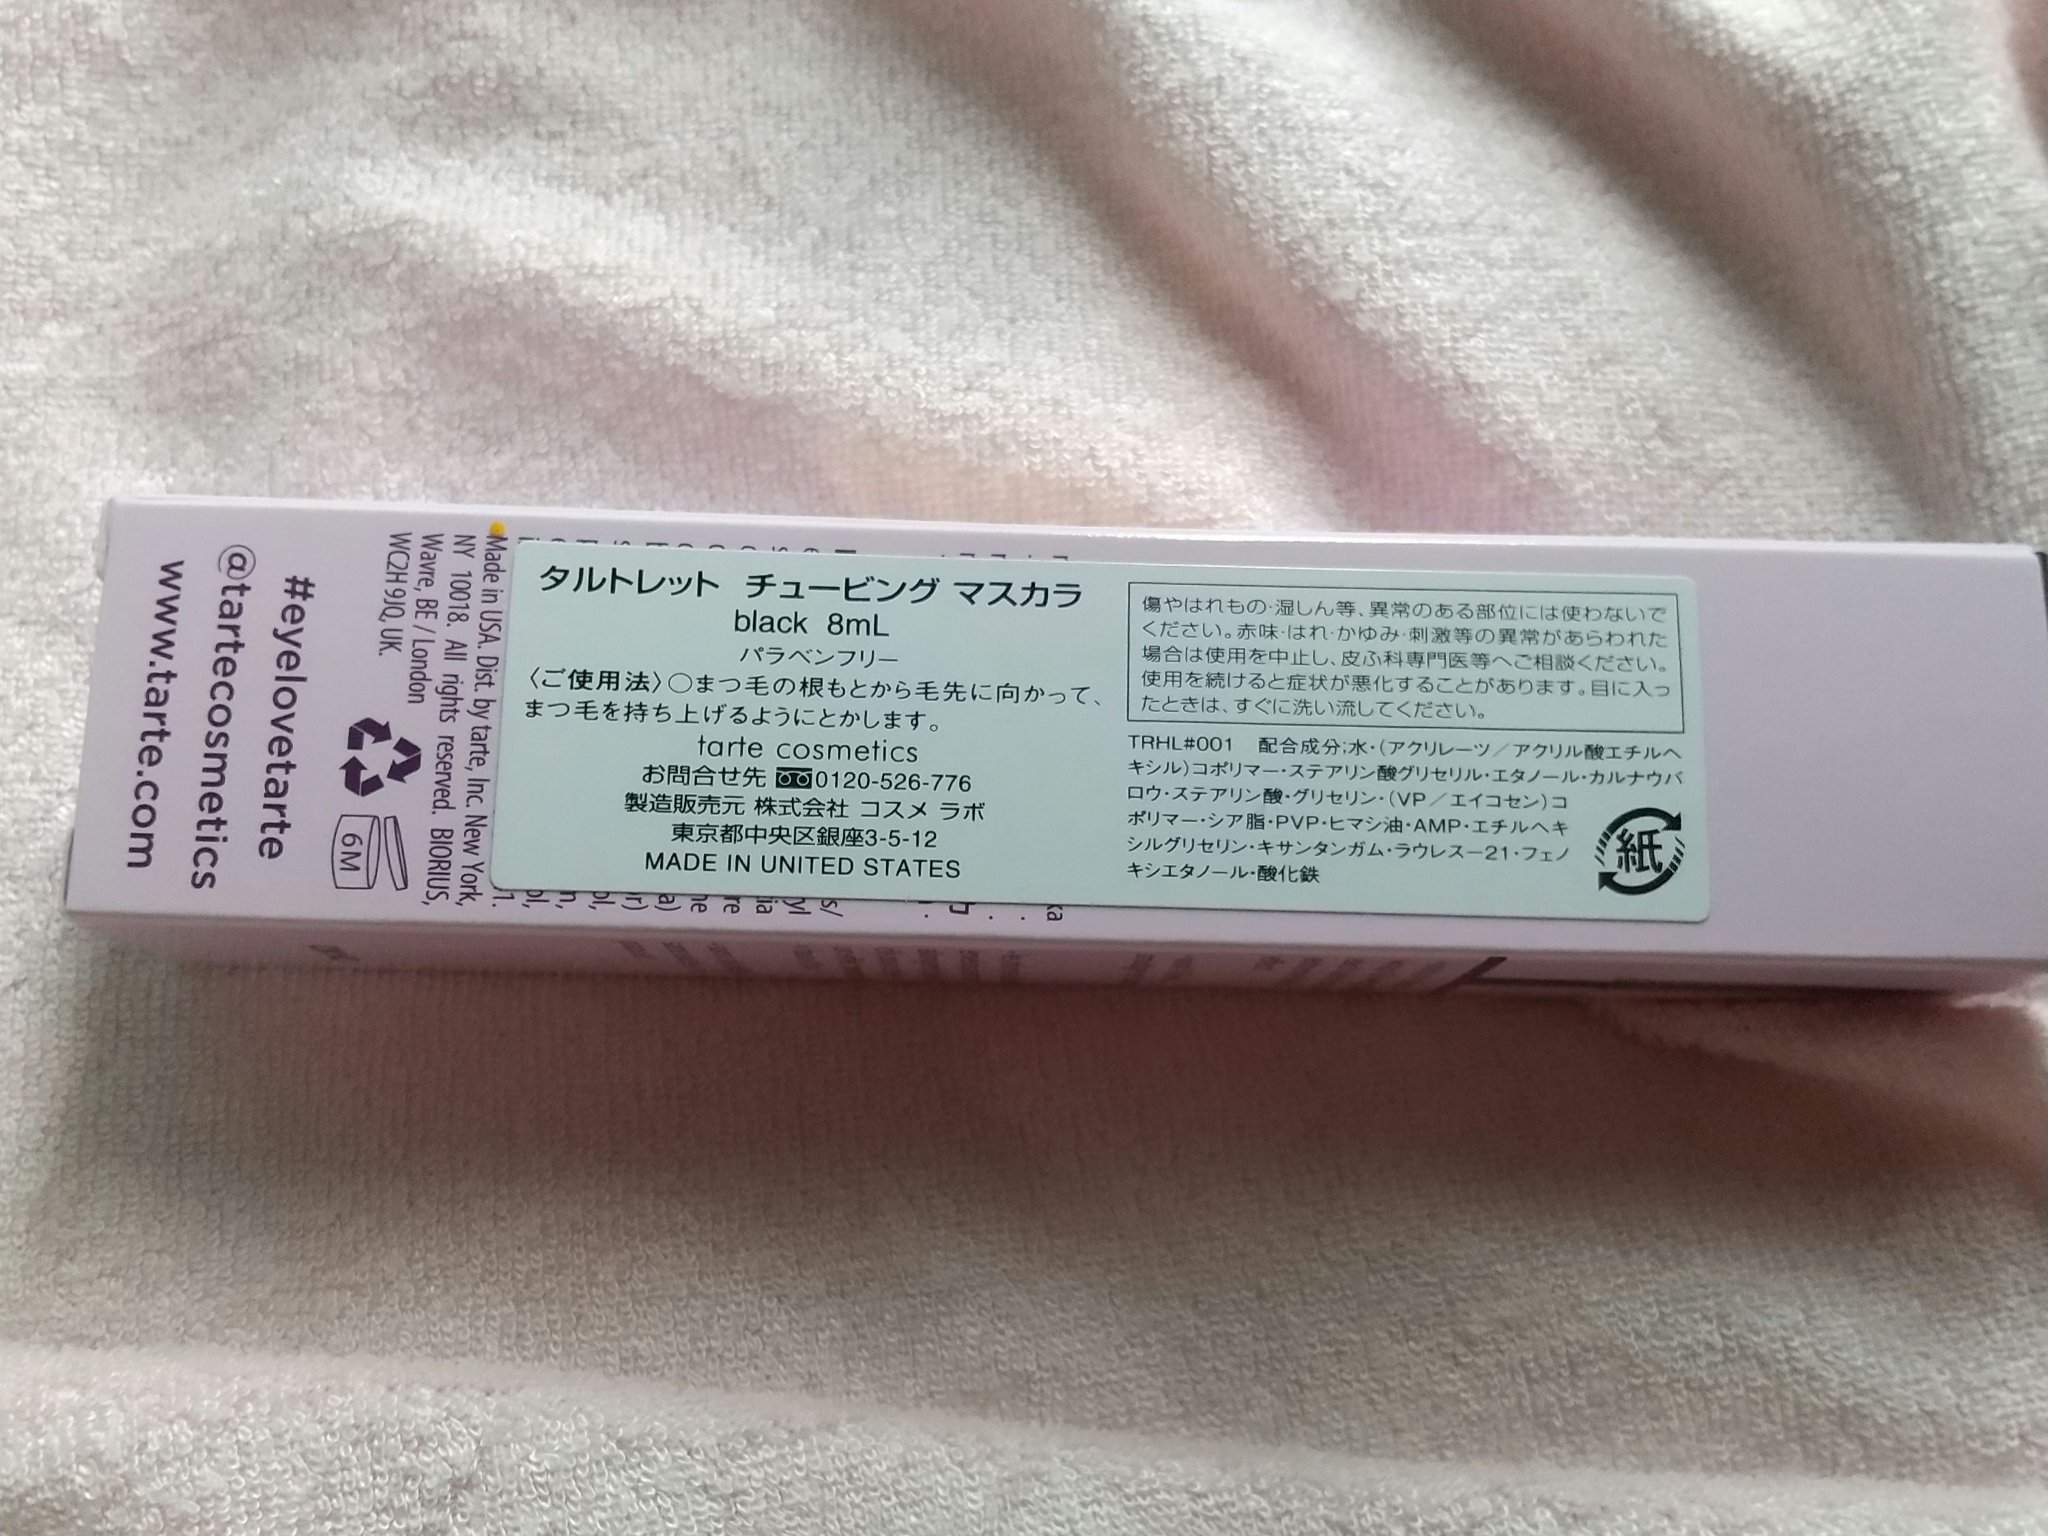 タルトレット チュービング マスカラ
black 8mL
パラベンフリー
〈ご使用法〉○まつ毛の根もとから毛先に向かって、
まつ毛を持ち上げるようにとかします。
tarte cosmetics
お問合せ先 0120-526-776
製造販売元 株式会社 コスメ ラボ
東京都中央区銀座3-5-12
MADE IN UNITED STATES
傷やはれもの·湿しん等、異常のある部位には使わないで
ください。赤味·はれ·かゆみ·刺激等の異常があらわれた
場合は使用を中止し、皮ふ科専門医等へご相談ください。
使用を続けると症状が悪化することがあります。目に入っ
たときは、すぐに洗い流してください。
TRHL#001 配合成分;水·(アクリレーツ/アクリル酸エチルヘ
キシル)コポリマー·ステアリン酸グリセリル·エタノール·カルナウバ
ロウ·ステアリン酸·グリセリン·(VP/エイコセン)コ
ポリマー·シア脂·PVP·ヒマシ油·AMP·エチルヘキ
シルグリセリン·キサンタンガム·ラウレス-21·フェノ
キシエタノール·酸化鉄
紙
Made in USA. Dist. by tarte, Inc. New York,
NY 10018. All rights reserved. BIORIUS,
Wavre, BE / London
WC2H 9JQ, UK.
6M
#eyelovetarte
@tartecosmetics
www.tarte.com